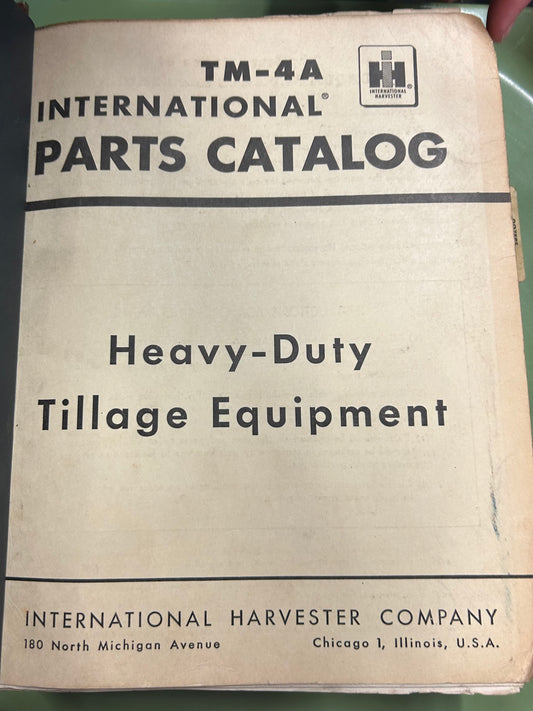 TM-4A
INTERNATIONAL®
PARTS CATALOG
IH
INTERNATIONAL
HARVESTER®
Heavy-Duty
Tillage Equipment
INTERNATIONAL HARVESTER COMPANY
180 North Michigan Avenue Chicago 1, Illinois, U.S.A.